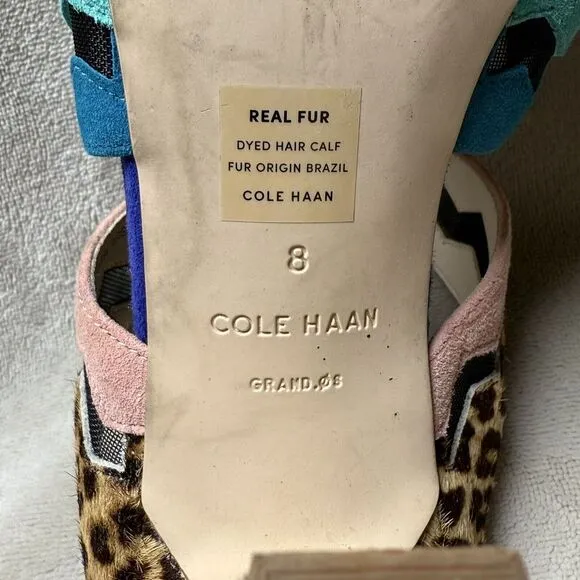 REAL FUR
DYED HAIR CALF
FUR ORIGIN BRAZIL
COLE HAAN
8
COLE HAAN
GRAND.ØS